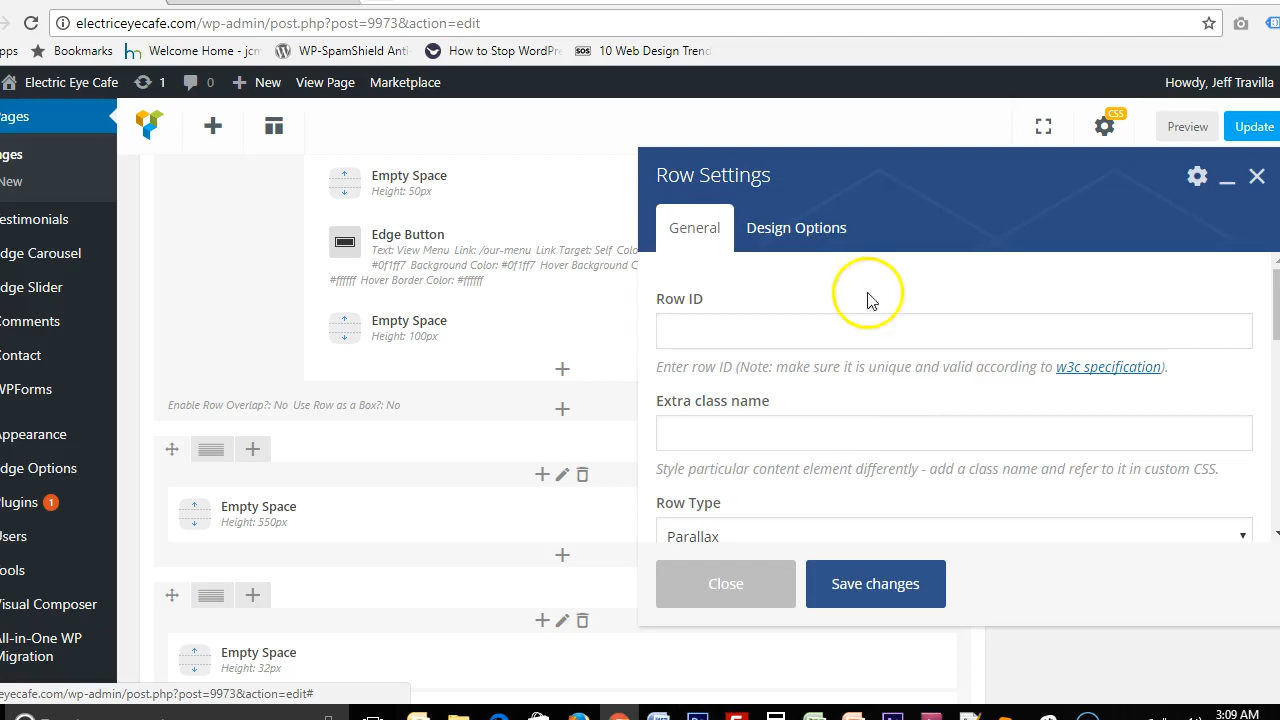 electriceyecafe.com/wp-admin/post.php?post=9973&action=edit
pps Bookmarks Welcome Home - jcm WP-SpamShield Anti- How to Stop WordPre SOS 10 Web Design Trend
Electric Eye Cafe 1 0 New View Page Marketplace Howdy, Jeff Travilla
Pages
ages
New
estimonials
dge Carousel
dge Slider
Comments
Contact
WPForms
ppearance
dge Options
Plugins 1
sers
ools
isual Composer
All-in-One WP
Migration
CSS
Preview
Update
Empty Space
Height: 50px
Edge Button
Text: View Menu Link: /our-menu Link Target: Self Colo
#0f1ff7 Background Color: #0f1ff7 Hover Background C
#ffffff Hover Border Color: #ffffff
Empty Space
Height: 100px
Enable Row Overlap?: No Use Row as a Box?: No
Empty Space
Height: 550px
Empty Space
Height: 32px
Row Settings
General Design Options
Row ID
Enter row ID (Note: make sure it is unique and valid according to w3c specification).
Extra class name
Style particular content element differently - add a class name and refer to it in custom CSS.
Row Type
Parallax
Close Save changes
eyecafe.com/wp-admin/post.php?post=9973&action=edit#
3:09 AM